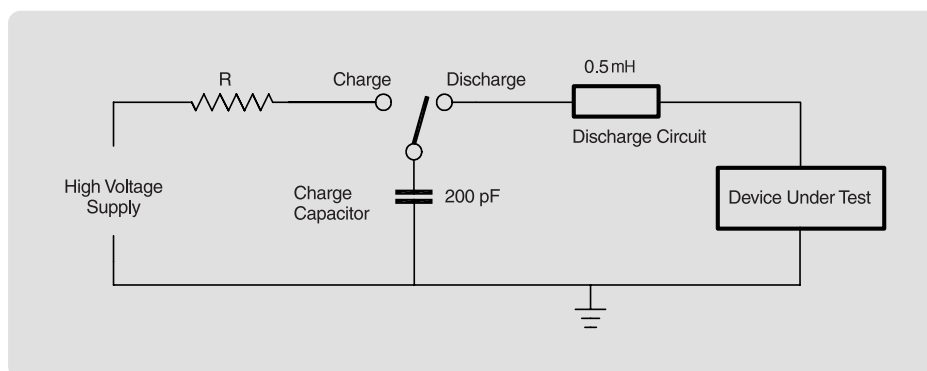 0.5 mH
R
Charge
Discharge
Discharge Circuit
High Voltage
Supply
Charge
Capacitor
200 pF
Device Under Test